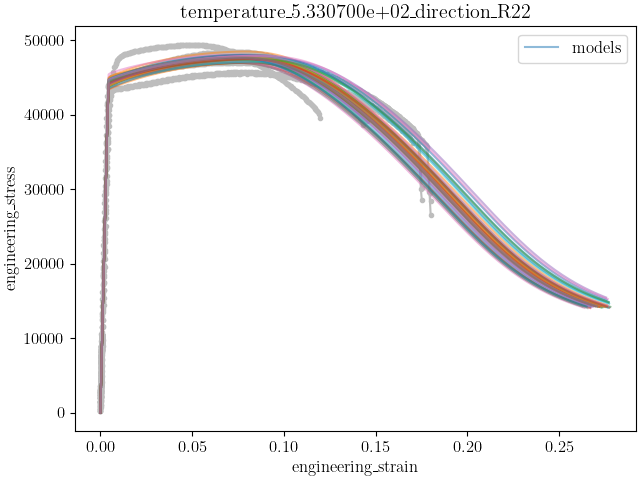 temperature_5.330700e+02_direction_R22
models
engineering_stress
50000
40000
30000
20000
10000
0
0.00 0.05 0.10 0.15 0.20 0.25
engineering_strain